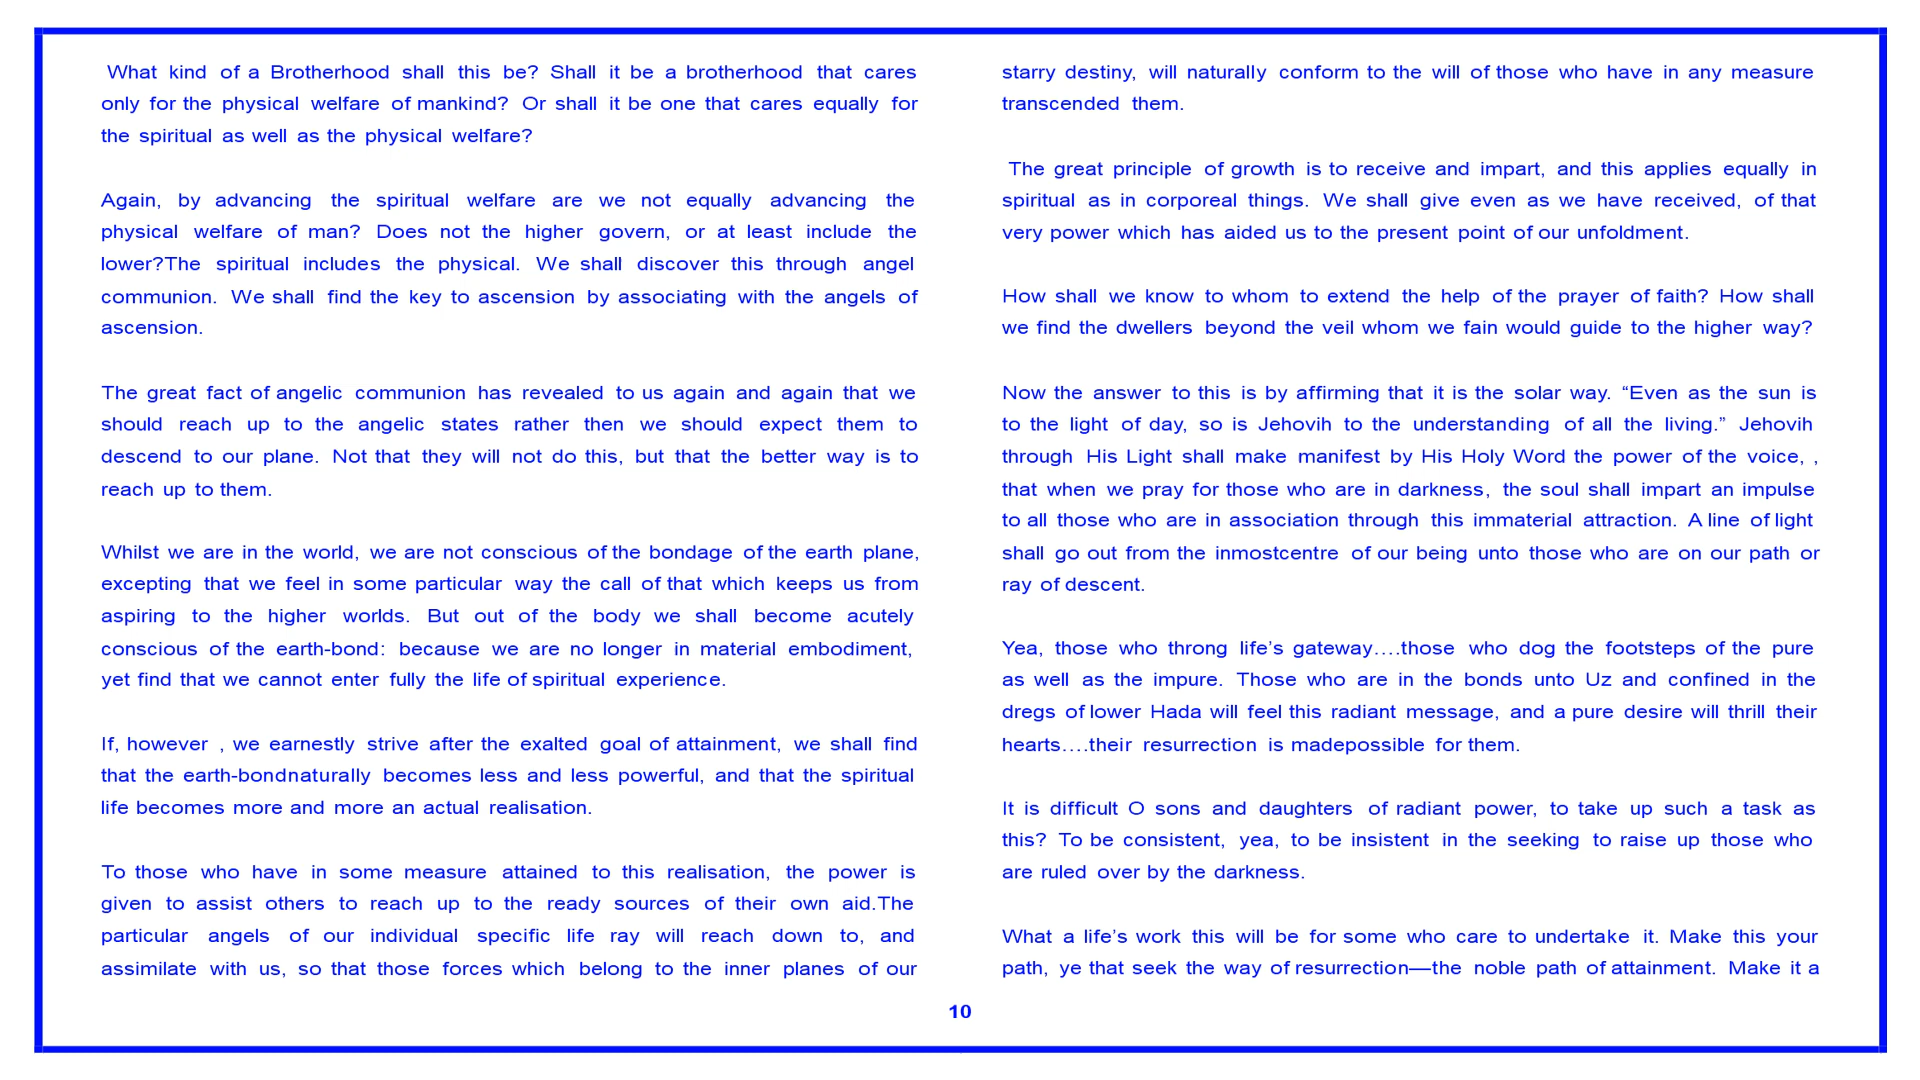 What kind of a Brotherhood shall this be? Shall it be a brotherhood that cares
only for the physical welfare of mankind? Or shall it be one that cares equally for
the spiritual as well as the physical welfare?
Again, by advancing the spiritual welfare are we not equally advancing the
physical welfare of man? Does not the higher govern, or at least include the
lower?The spiritual includes the physical. We shall discover this through angel
communion. We shall find the key to ascension by associating with the angels of
ascension.
The great fact of angelic communion has revealed to us again and again that we
should reach up to the angelic states rather then we should expect them to
descend to our plane. Not that they will not do this, but that the better way is to
reach up to them.
Whilst we are in the world, we are not conscious of the bondage of the earth plane,
excepting that we feel in some particular way the call of that which keeps us from
aspiring to the higher worlds. But out of the body we shall become acutely
conscious of the earth-bond: because we are no longer in material embodiment,
yet find that we cannot enter fully the life of spiritual experience.
If, however , we earnestly strive after the exalted goal of attainment, we shall find
that the earth-bondnaturally becomes less and less powerful, and that the spiritual
life becomes more and more an actual realisation.
To those who have in some measure attained to this realisation, the power is
given to assist others to reach up to the ready sources of their own aid.The
particular angels of our individual specific life ray will reach down to, and
assimilate with us, so that those forces which belong to the inner planes of our
starry destiny, will naturally conform to the will of those who have in any measure
transcended them.
The great principle of growth is to receive and impart, and this applies equally in
spiritual as in corporeal things. We shall give even as we have received, of that
very power which has aided us to the present point of our unfoldment.
How shall we know to whom to extend the help of the prayer of faith? How shall
we find the dwellers beyond the veil whom we fain would guide to the higher way?
Now the answer to this is by affirming that it is the solar way. “Even as the sun is
to the light of day, so is Jehovih to the understanding of all the living.” Jehovih
through His Light shall make manifest by His Holy Word the power of the voice, ,
that when we pray for those who are in darkness, the soul shall impart an impulse
to all those who are in association through this immaterial attraction. A line of light
shall go out from the inmostcentre of our being unto those who are on our path or
ray of descent.
Yea, those who throng life’s gateway….those who dog the footsteps of the pure
as well as the impure. Those who are in the bonds unto Uz and confined in the
dregs of lower Hada will feel this radiant message, and a pure desire will thrill their
hearts….their resurrection is madepossible for them.
It is difficult O sons and daughters of radiant power, to take up such a task as
this? To be consistent, yea, to be insistent in the seeking to raise up those who
are ruled over by the darkness.
What a life’s work this will be for some who care to undertake it. Make this your
path, ye that seek the way of resurrection—the noble path of attainment. Make it a
10